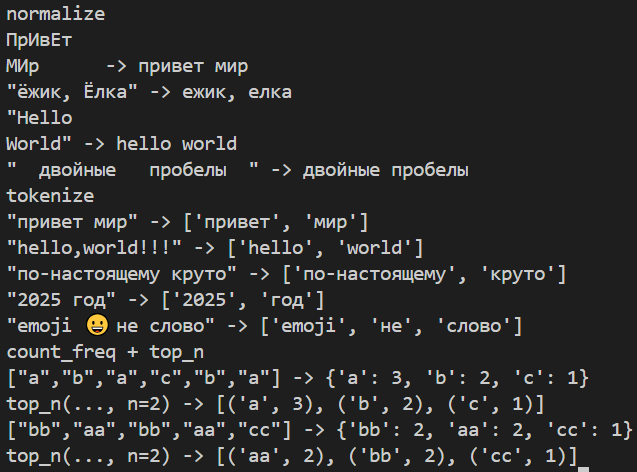 normalize
ПрИвЕт
МИр      -> привет мир
"ёжик, Ёлка" -> ежик, елка
"Hello
World" -> hello world
"  двойные   пробелы  " -> двойные пробелы
tokenize
"привет мир" -> ['привет', 'мир']
"hello,world!!!" -> ['hello', 'world']
"по-настоящему круто" -> ['по-настоящему', 'круто']
"2025 год" -> ['2025', 'год']
"emoji 😀 не слово" -> ['emoji', 'не', 'слово']
count_freq + top_n
["a","b","a","c","b","a"] -> {'a': 3, 'b': 2, 'c': 1}
top_n(..., n=2) -> [('a', 3), ('b', 2), ('c', 1)]
["bb","aa","bb","aa","cc"] -> {'bb': 2, 'aa': 2, 'cc': 1}
top_n(..., n=2) -> [('aa', 2), ('bb', 2), ('cc', 1)]